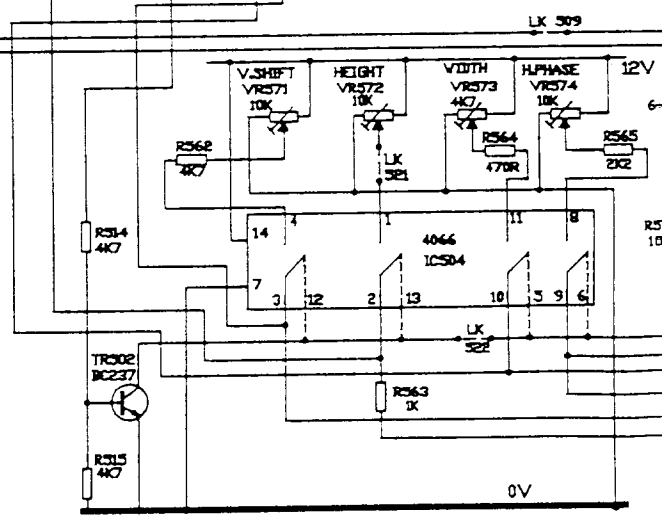 LK 509
12V
V.SHIFT
VR571
10K
HEIGHT
VR572
10K
WIDTH
VR573
4K7
H.PHASE
VR574
10K
6
R562
4K7
LK
521
R564
470R
R565
2K2
R514
4K7
4
1
11
8
14
4066
IC504
7
3
12
2
13
10
5
9
6
LK
522
TR502
BC237
R563
1K
R515
4K7
0V